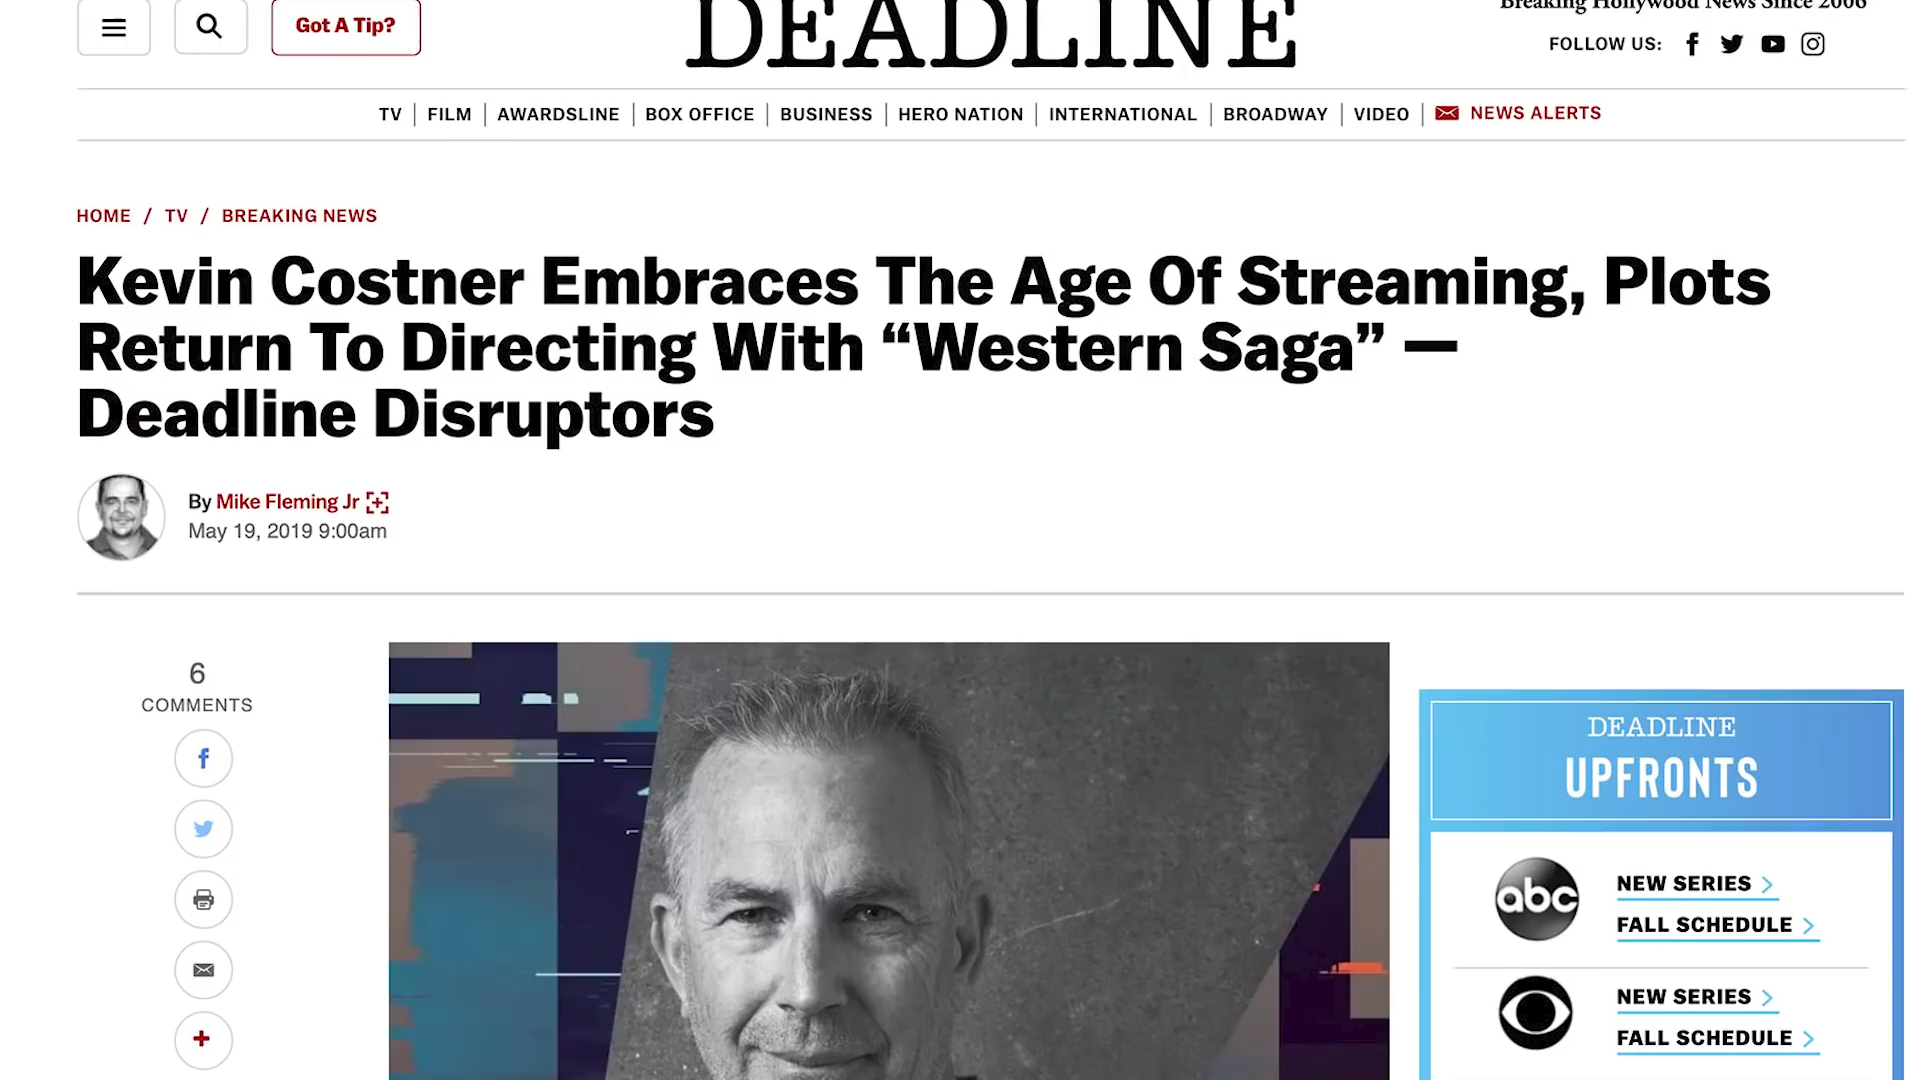 Got A Tip?
DEADLINE
Breaking Hollywood News Since 2006
FOLLOW US:
TV
FILM
AWARDSLINE
BOX OFFICE
BUSINESS
HERO NATION
INTERNATIONAL
BROADWAY
VIDEO
NEWS ALERTS
HOME / TV / BREAKING NEWS
Kevin Costner Embraces The Age Of Streaming, Plots
Return To Directing With “Western Saga” —
Deadline Disruptors
By Mike Fleming Jr
May 19, 2019 9:00am
6
COMMENTS
DEADLINE
UPFRONTS
abc
NEW SERIES
FALL SCHEDULE
NEW SERIES
FALL SCHEDULE